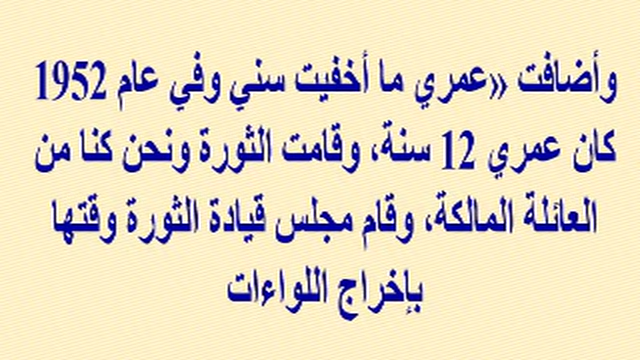 وأضافت «عمري ما أخفيت سني وفي عام 1952
كان عمري 12 سنة، وقامت الثورة ونحن كنا من
العائلة المالكة، وقام مجلس قيادة الثورة وقتها
بإخراج اللواءات